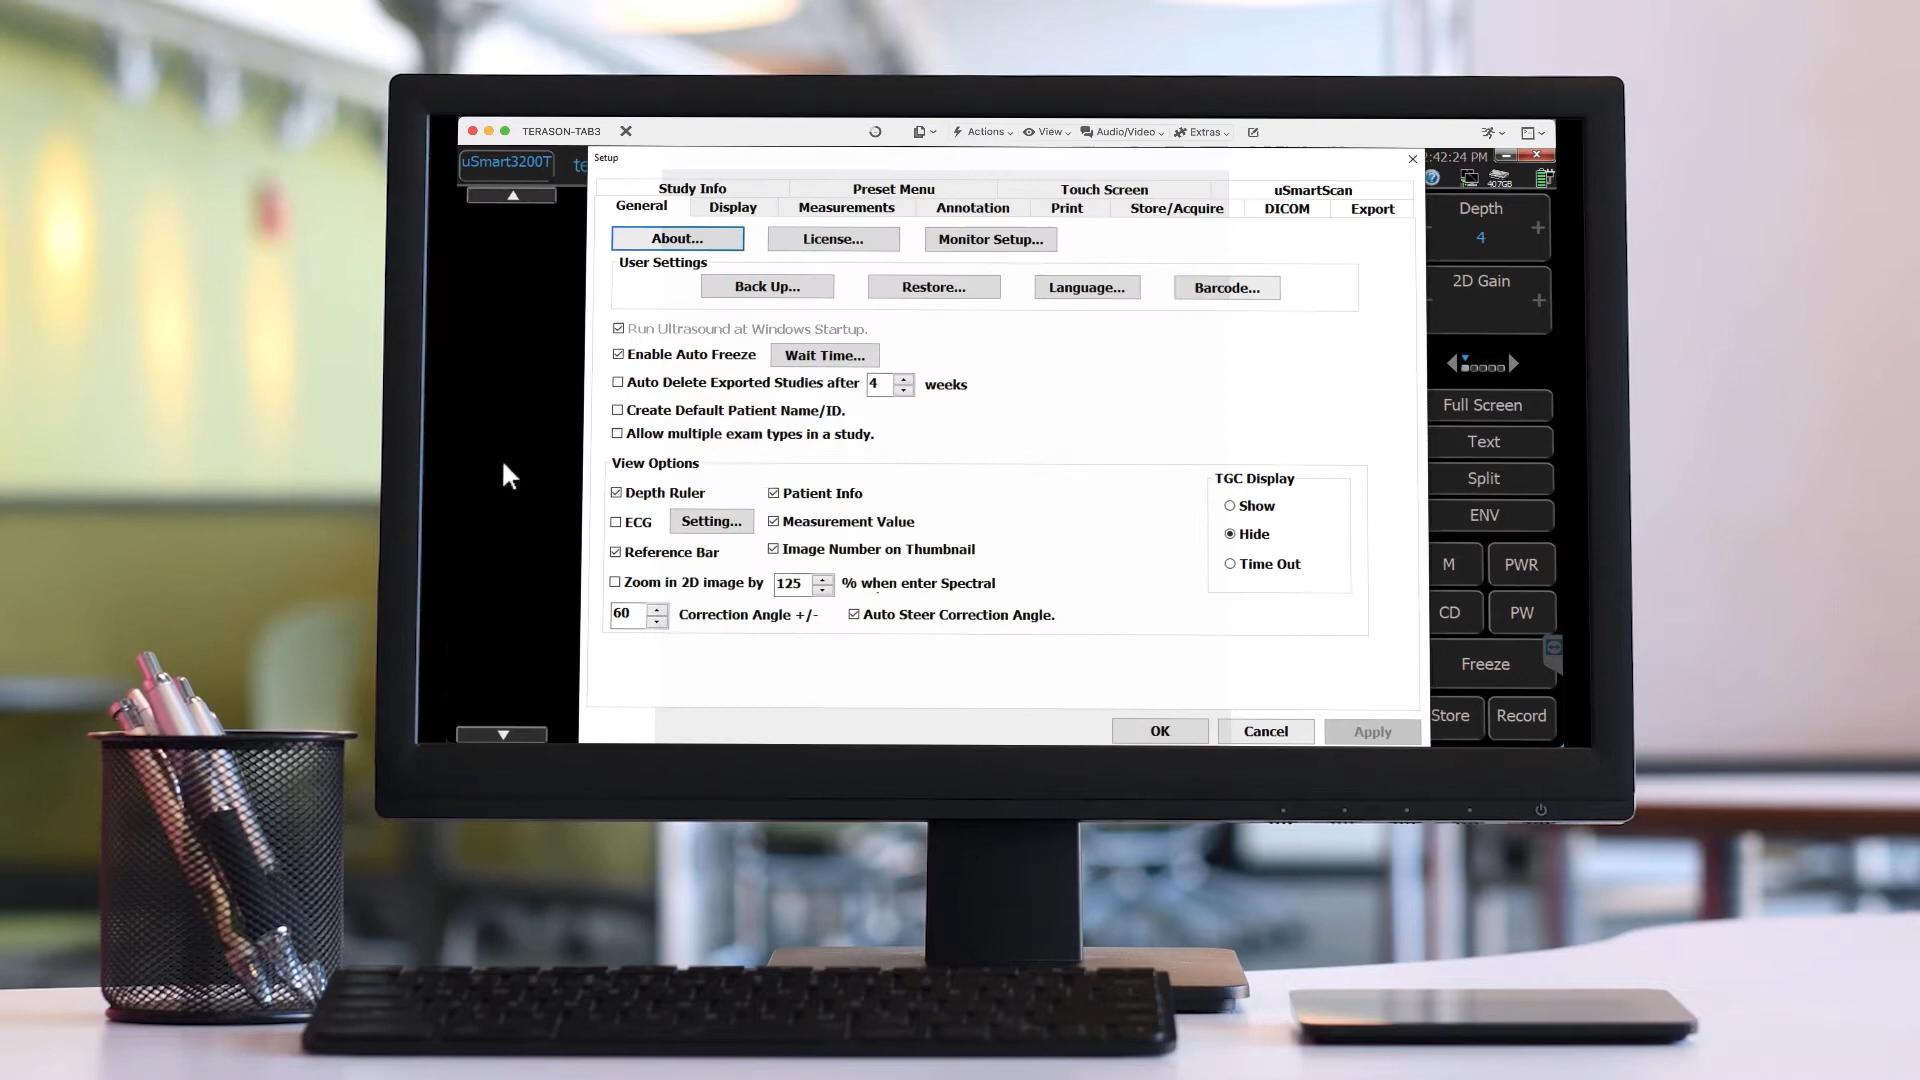 TERASON-TAB3
Actions
View
Audio/Video
Extras
uSmart3200T
te
Setup
:42:24 PM
407GB
Study Info
Preset Menu
Touch Screen
uSmartScan
General
Display
Measurements
Annotation
Print
Store/Acquire
DICOM
Export
About...
License...
Monitor Setup...
User Settings
Back Up...
Restore...
Language...
Barcode...
Run Ultrasound at Windows Startup.
Enable Auto Freeze
Wait Time...
Auto Delete Exported Studies after 4 weeks
Create Default Patient Name/ID.
Allow multiple exam types in a study.
View Options
Depth Ruler
Patient Info
ECG
Setting...
Measurement Value
Reference Bar
Image Number on Thumbnail
Zoom in 2D image by 125 % when enter Spectral
60 Correction Angle +/-
Auto Steer Correction Angle.
TGC Display
Show
Hide
Time Out
OK
Cancel
Apply
Depth
4
2D Gain
Full Screen
Text
Split
ENV
M
PWR
CD
PW
Freeze
Store
Record